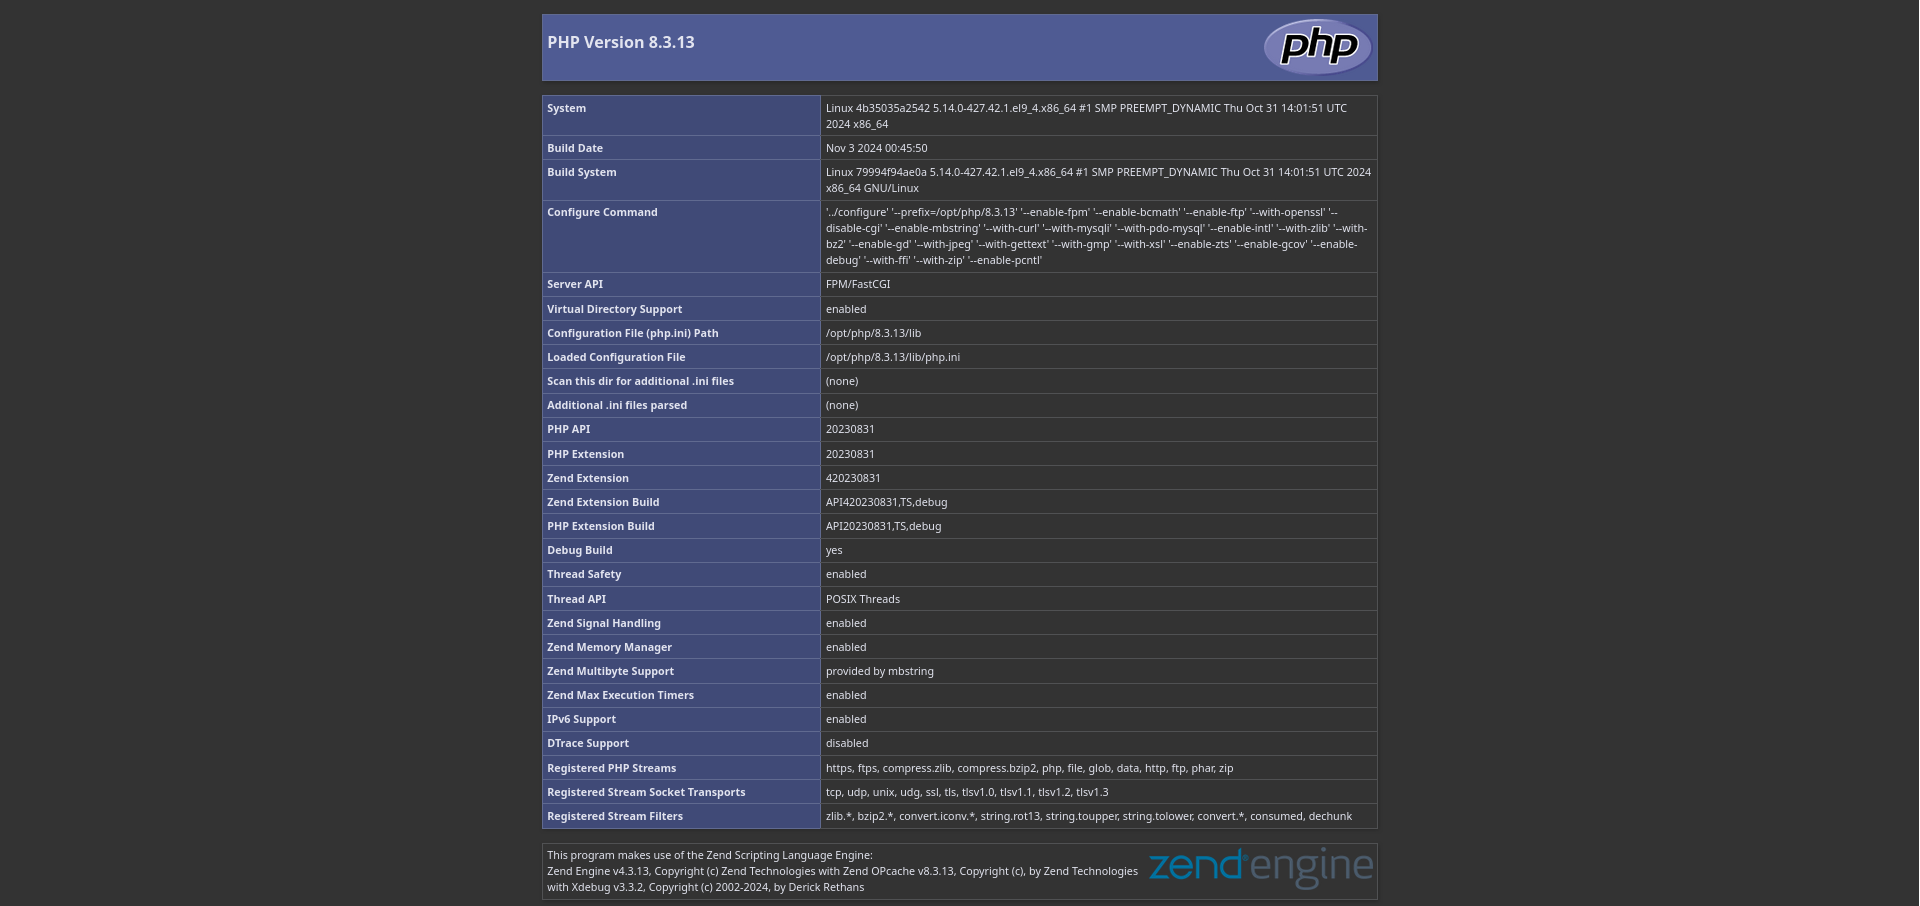 PHP Version 8.3.13
php
System Linux 4b35035a2542 5.14.0-427.42.1.el9_4.x86_64 #1 SMP PREEMPT_DYNAMIC Thu Oct 31 14:01:51 UTC
2024 x86_64
Build Date Nov 3 2024 00:45:50
Build System Linux 79994f94ae0a 5.14.0-427.42.1.el9_4.x86_64 #1 SMP PREEMPT_DYNAMIC Thu Oct 31 14:01:51 UTC 2024
x86_64 GNU/Linux
Configure Command '../configure' '--prefix=/opt/php/8.3.13' '--enable-fpm' '--enable-bcmath' '--enable-ftp' '--with-openssl' '--
disable-cgi' '--enable-mbstring' '--with-curl' '--with-mysqli' '--with-pdo-mysql' '--enable-intl' '--with-zlib' '--with-
bz2' '--enable-gd' '--with-jpeg' '--with-gettext' '--with-gmp' '--with-xsl' '--enable-zts' '--enable-gcov' '--enable-
debug' '--with-ffi' '--with-zip' '--enable-pcntl'
Server API FPM/FastCGI
Virtual Directory Support enabled
Configuration File (php.ini) Path /opt/php/8.3.13/lib
Loaded Configuration File /opt/php/8.3.13/lib/php.ini
Scan this dir for additional .ini files (none)
Additional .ini files parsed (none)
PHP API 20230831
PHP Extension 20230831
Zend Extension 420230831
Zend Extension Build API420230831,TS,debug
PHP Extension Build API20230831,TS,debug
Debug Build yes
Thread Safety enabled
Thread API POSIX Threads
Zend Signal Handling enabled
Zend Memory Manager enabled
Zend Multibyte Support provided by mbstring
Zend Max Execution Timers enabled
IPv6 Support enabled
DTrace Support disabled
Registered PHP Streams https, ftps, compress.zlib, compress.bzip2, php, file, glob, data, http, ftp, phar, zip
Registered Stream Socket Transports tcp, udp, unix, udg, ssl, tls, tlsv1.0, tlsv1.1, tlsv1.2, tlsv1.3
Registered Stream Filters zlib.*, bzip2.*, convert.iconv.*, string.rot13, string.toupper, string.tolower, convert.*, consumed, dechunk
This program makes use of the Zend Scripting Language Engine:
Zend Engine v4.3.13, Copyright (c) Zend Technologies with Zend OPcache v8.3.13, Copyright (c), by Zend Technologies
with Xdebug v3.3.2, Copyright (c) 2002-2024, by Derick Rethans
zend engine